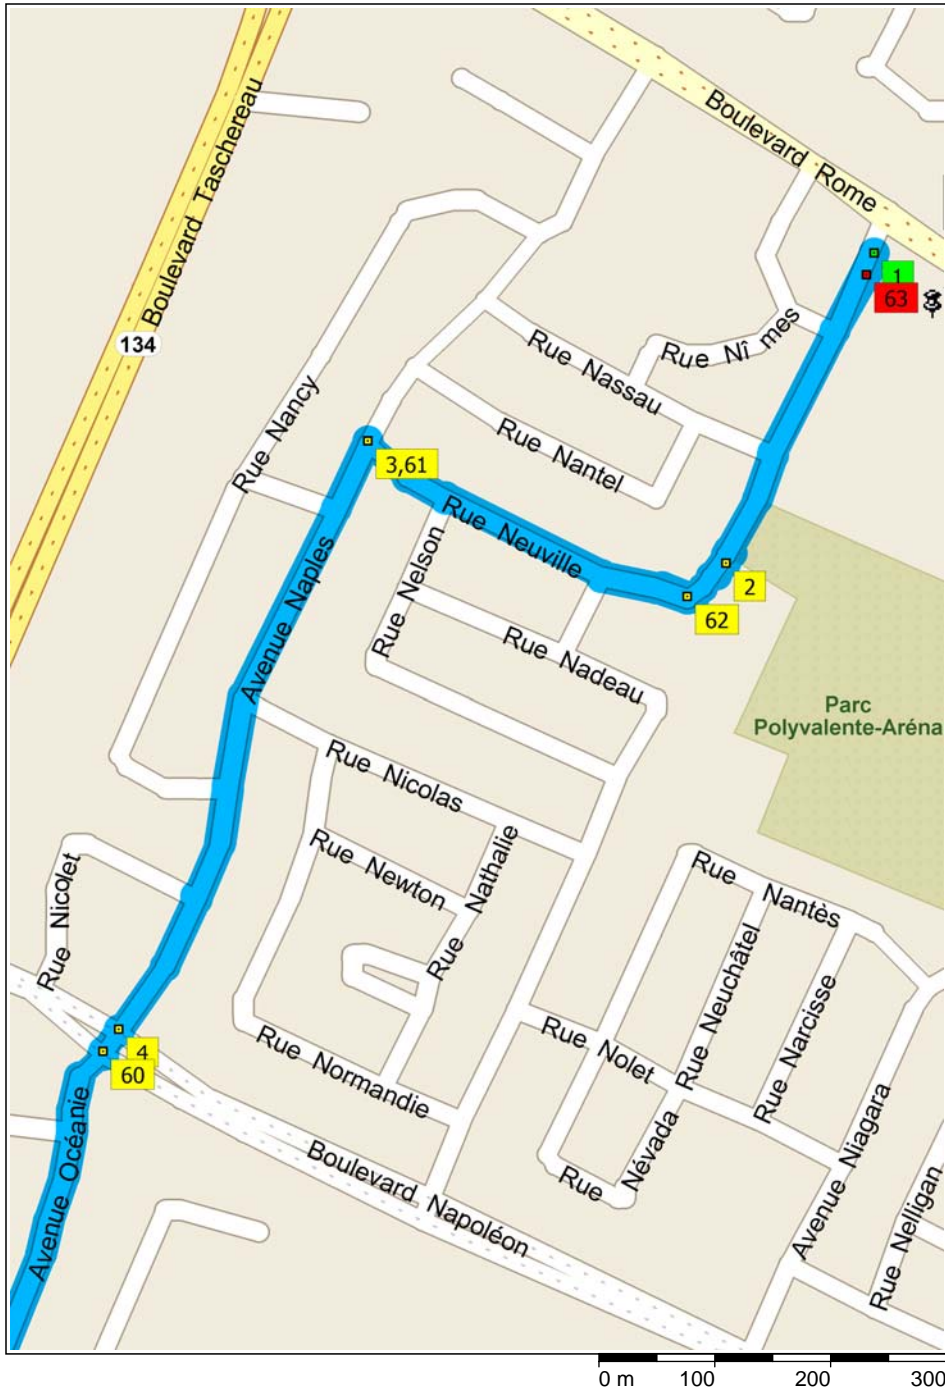 Boulevard Rome
Boulevard Taschereau
134
1
63
Rue Nî mes
Rue Nassau
Rue Nancy
Rue Nantel
3,61
Rue Neuville
Avenue Naples
Rue Nelson
2
62
Rue Nadeau
Parc
Polyvalente-Aréna
Rue Nicolas
Rue Newton
Rue Nathalie
Rue Nicolet
Rue Nantès
Rue Neuchâtel
Rue Narcisse
4
60
Rue Normandie
Rue Nolet
Avenue Océanie
Boulevard Napoléon
Rue Névada
Avenue Niagara
Rue Nelligan
0 m 100 200 300